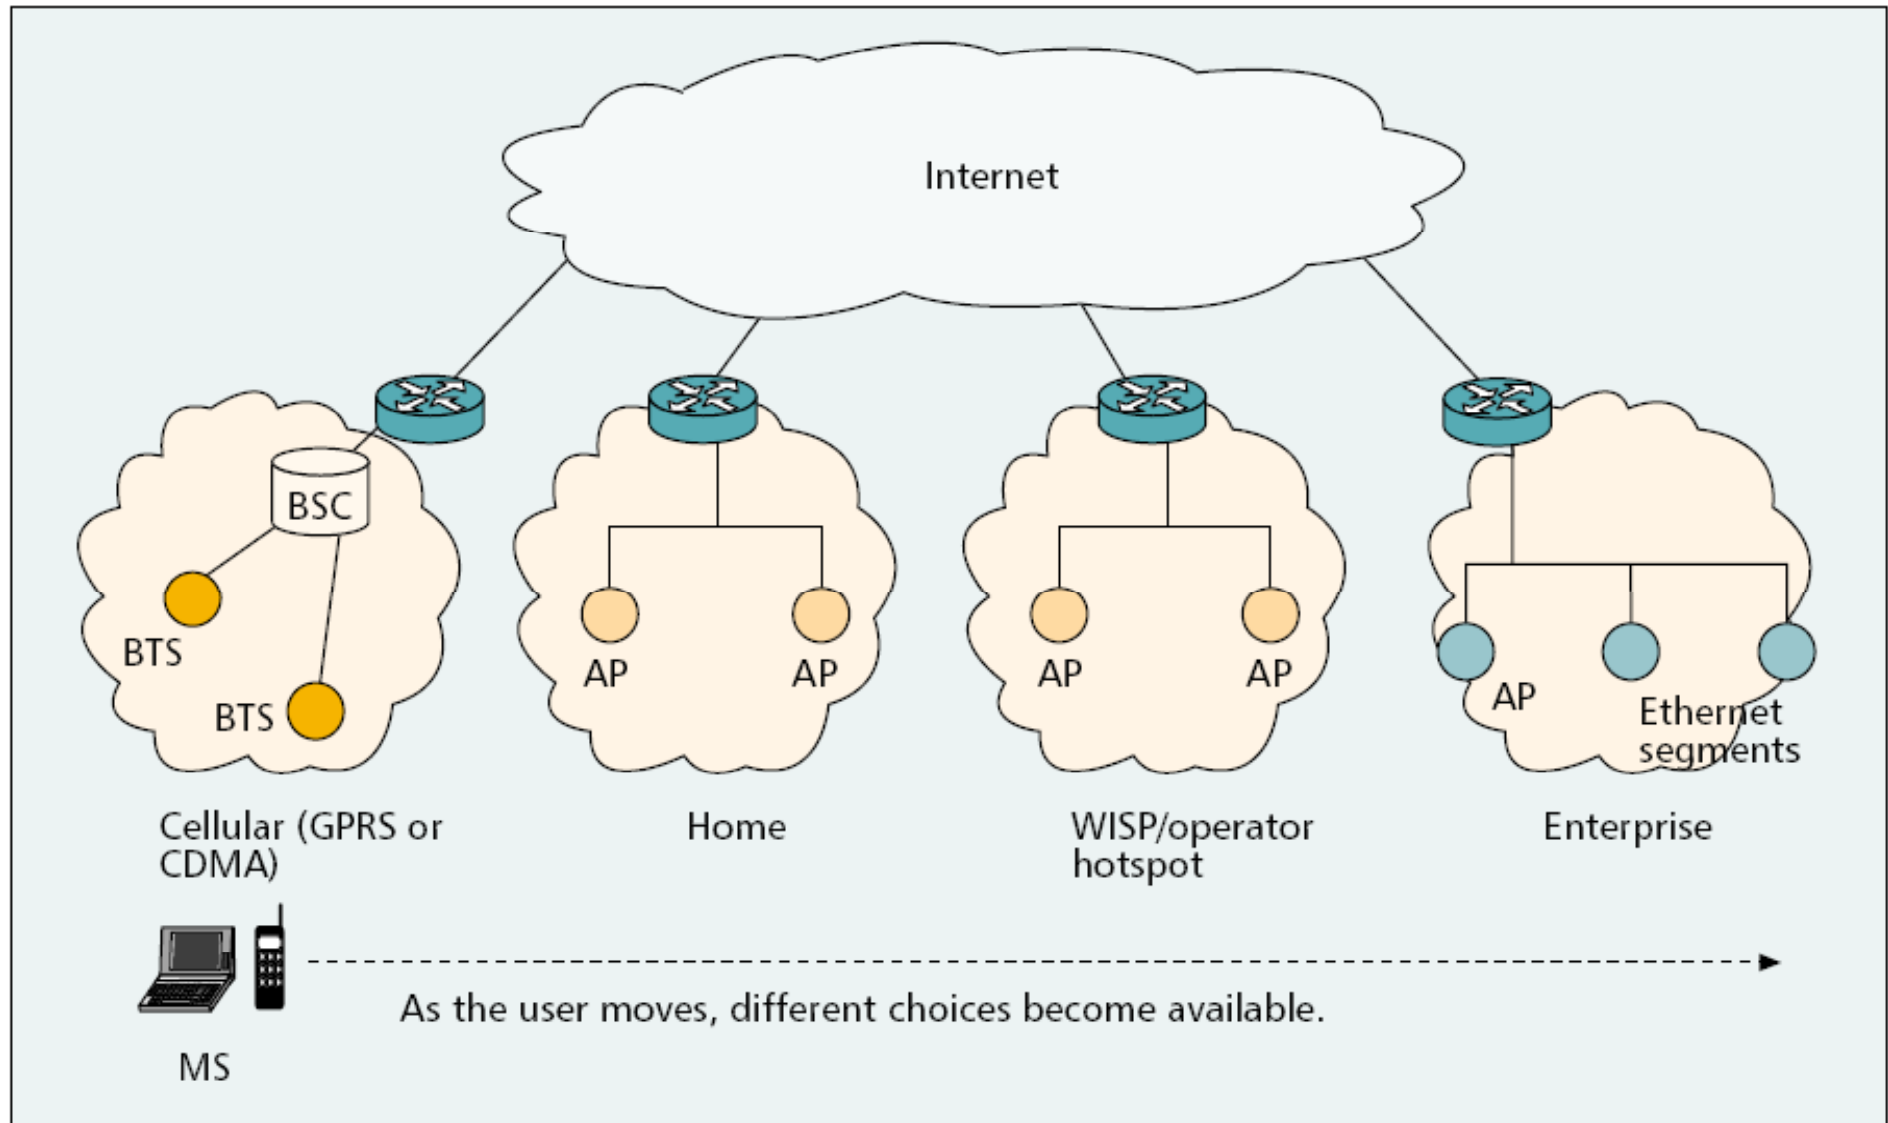 Internet
BSC
BTS
BTS
AP
AP
AP
AP
AP
Ethernet
segments
Cellular (GPRS or
CDMA)
Home
WISP/operator
hotspot
Enterprise
As the user moves, different choices become available.
MS